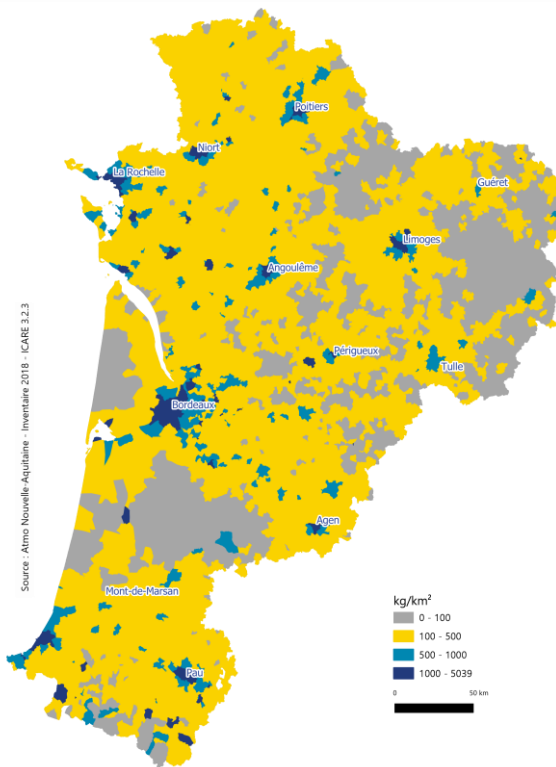 Poitiers
Niort
La Rochelle
Guéret
Limoges
Angoulême
Périgueux
Tulle
Bordeaux
Agen
Mont-de-Marsan
Pau
Source : Atmo Nouvelle-Aquitaine - Inventaire 2018 - ICARE 3.2.3
kg/km²
0 - 100
100 - 500
500 - 1000
1000 - 5039
0 50 km